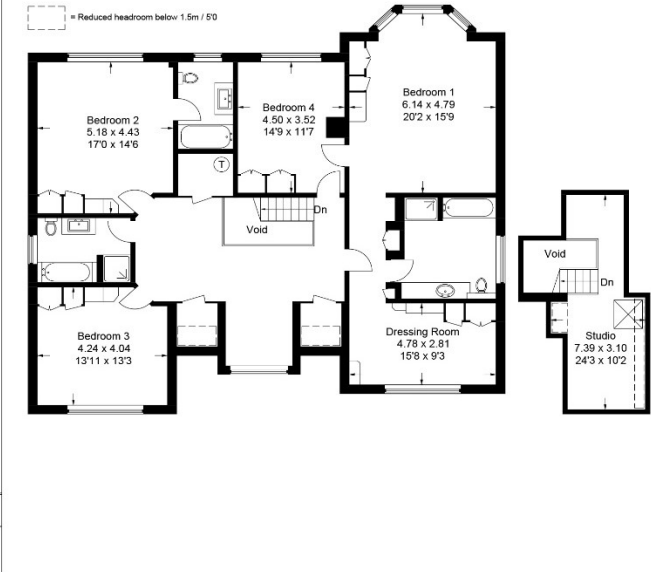 = Reduced headroom below 1.5m / 5'0
Bedroom 2
5.18 x 4.43
17'0 x 14'6
Bedroom 4
4.50 x 3.52
14'9 x 11'7
Bedroom 1
6.14 x 4.79
20'2 x 15'9
T
Dn
Void
Bedroom 3
4.24 x 4.04
13'11 x 13'3
Dressing Room
4.78 x 2.81
15'8 x 9'3
Void
Dn
Studio
7.39 x 3.10
24'3 x 10'2